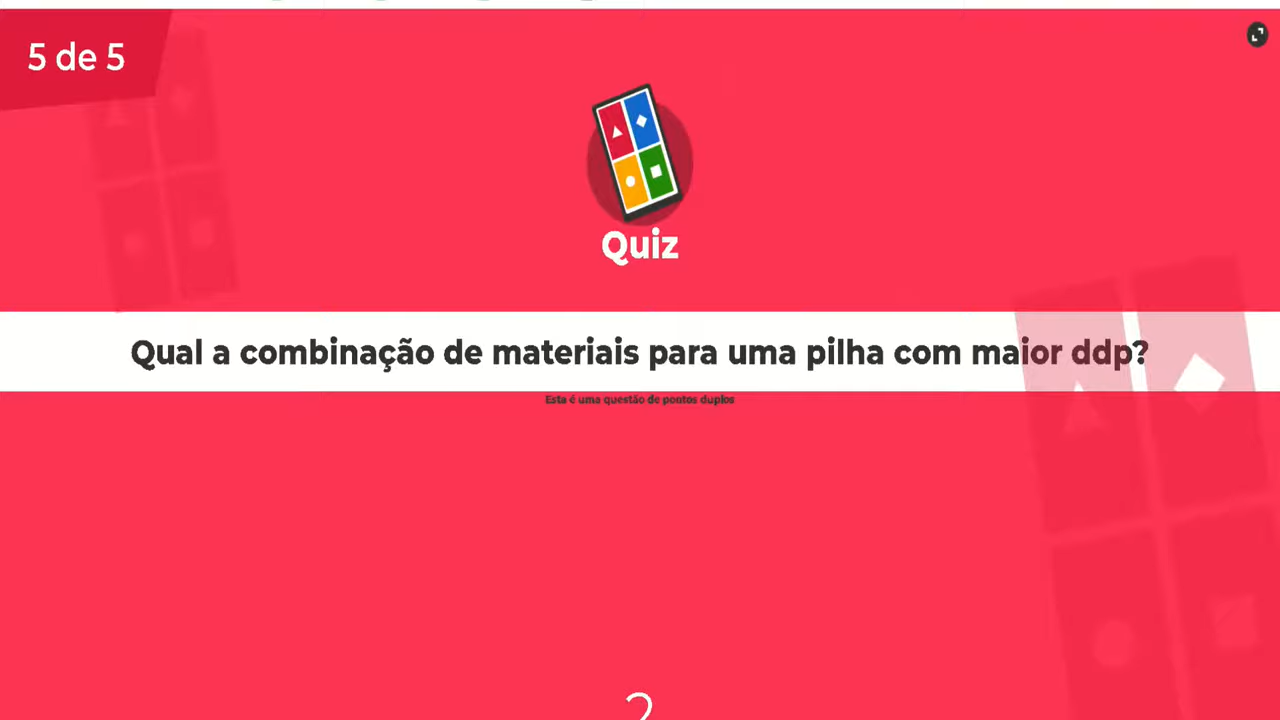 5 de 5
Quiz
Qual a combinação de materiais para uma pilha com maior ddp?
Esta é uma questão de pontos duplos
2